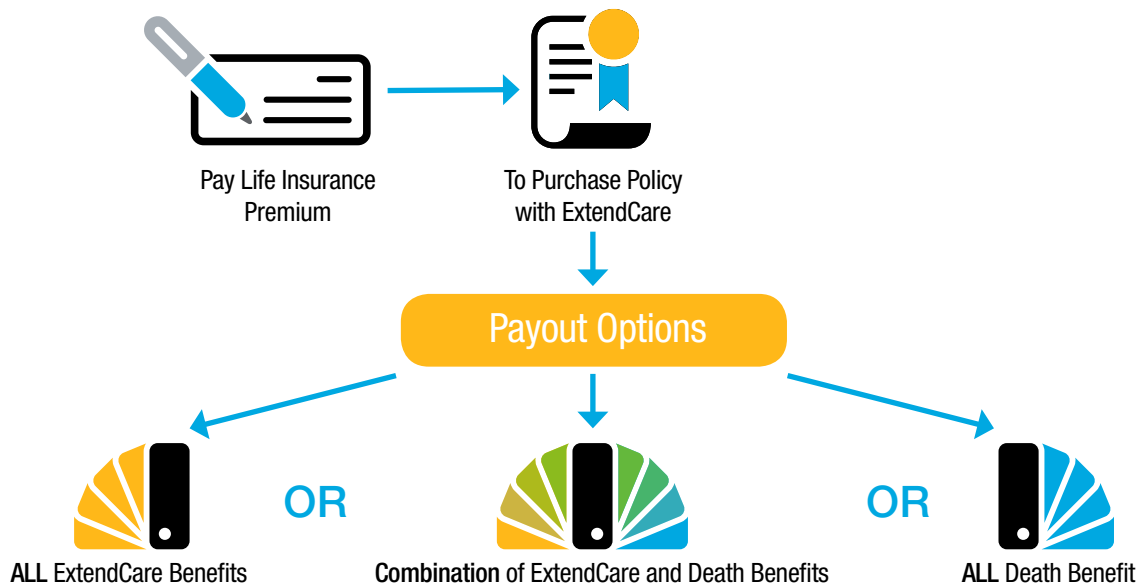 Pay Life Insurance
Premium
To Purchase Policy
with ExtendCare
Payout Options
OR
OR
ALL ExtendCare Benefits
Combination of ExtendCare and Death Benefits
ALL Death Benefit